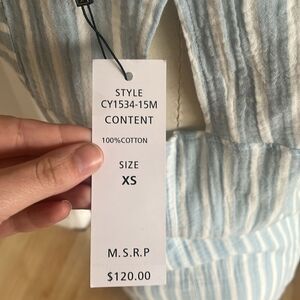 STYLE
CY1534-15M
CONTENT
100%COTTON
SIZE
XS
M.S.R.P
$120.00